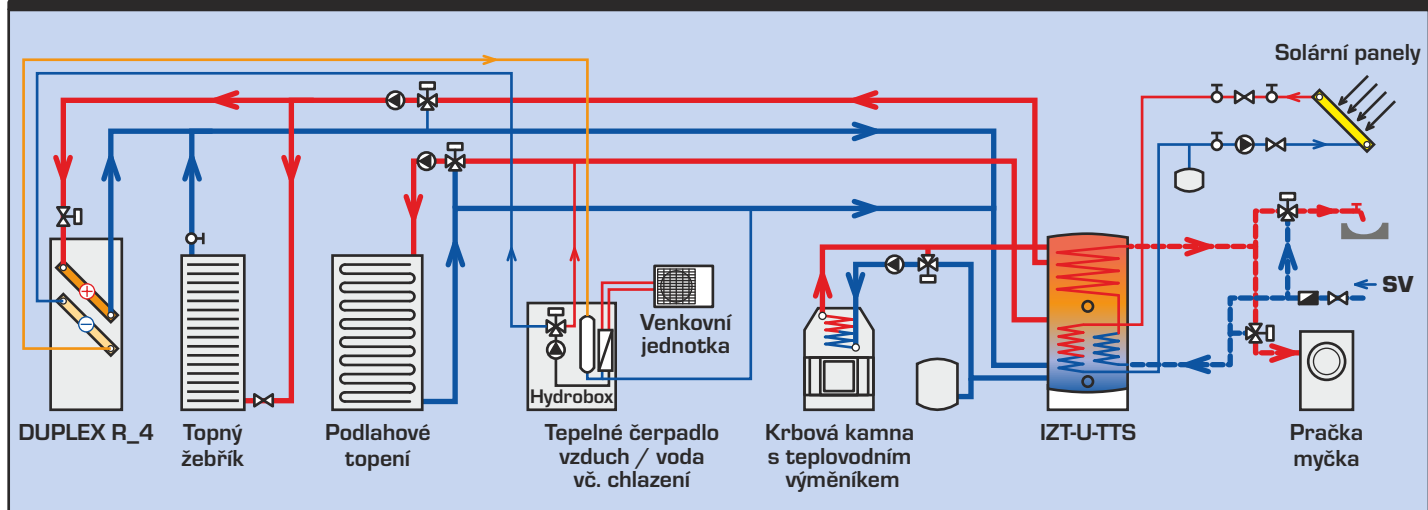 Solární panely
SV
Venkovní
jednotka
Hydrobox
DUPLEX R_4
Topný
žebřík
Podlahové
topení
Tepelné čerpadlo
vzduch / voda
vč. chlazení
Krbová kamna
s teplovodním
výměníkem
IZT-U-TTS
Pračka
myčka